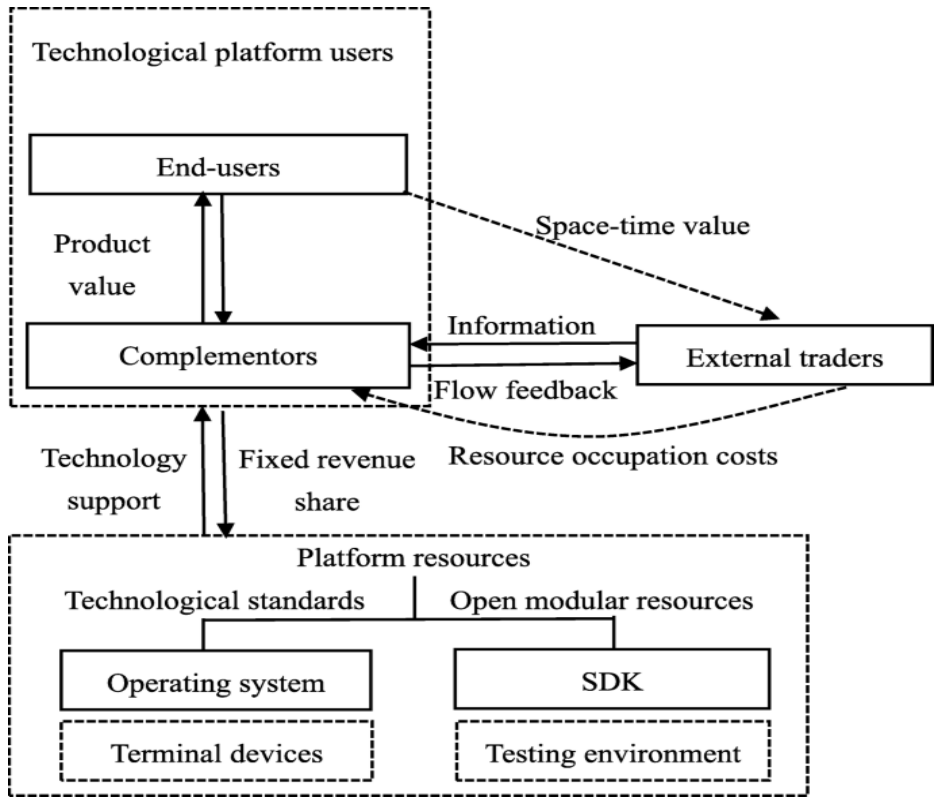 Technological platform users
End-users
Space-time value
Product
value
Information
Complementors
External traders
Flow feedback
Technology
support
Fixed revenue
share
Resource occupation costs
Platform resources
Technological standards
Open modular resources
Operating system
SDK
Terminal devices
Testing environment